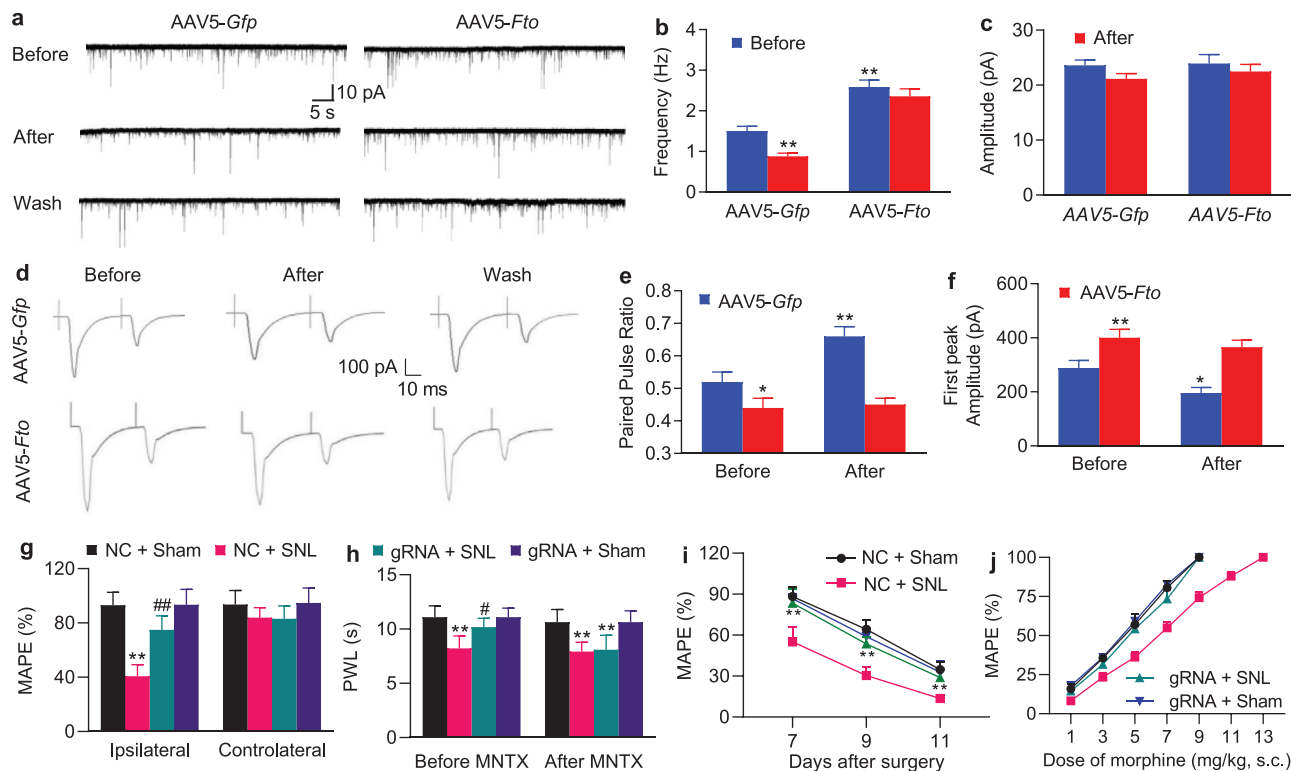 a
AAV5-Gfp
AAV5-Fto
Before
10 pA
5 s
After
Wash
b
Before
Frequency (Hz)
4
3
2
1
0
**
**
AAV5-Gfp
AAV5-Fto
c
After
Amplitude (pA)
30
20
10
0
AAV5-Gfp
AAV5-Fto
d
Before
After
Wash
AAV5-Gfp
100 pA
10 ms
AAV5-Fto
e
AAV5-Gfp
Paired Pulse Ratio
0.8
0.7
0.6
0.5
0.4
0.3
*
**
Before
After
f
AAV5-Fto
First peak
Amplitude (pA)
600
400
200
0
**
*
Before
After
g
NC + Sham
NC + SNL
MAPE (%)
120
80
40
0
**
##
Ipsilateral
Controlateral
h
gRNA + SNL
gRNA + Sham
PWL (s)
15
10
5
0
**
#
**
**
Before MNTX
After MNTX
i
NC + Sham
NC + SNL
MAPE (%)
120
90
60
30
0
**
**
**
7
9
11
Days after surgery
j
MAPE (%)
100
75
50
25
0
gRNA + SNL
gRNA + Sham
1
3
5
7
9
11
13
Dose of morphine (mg/kg, s.c.)